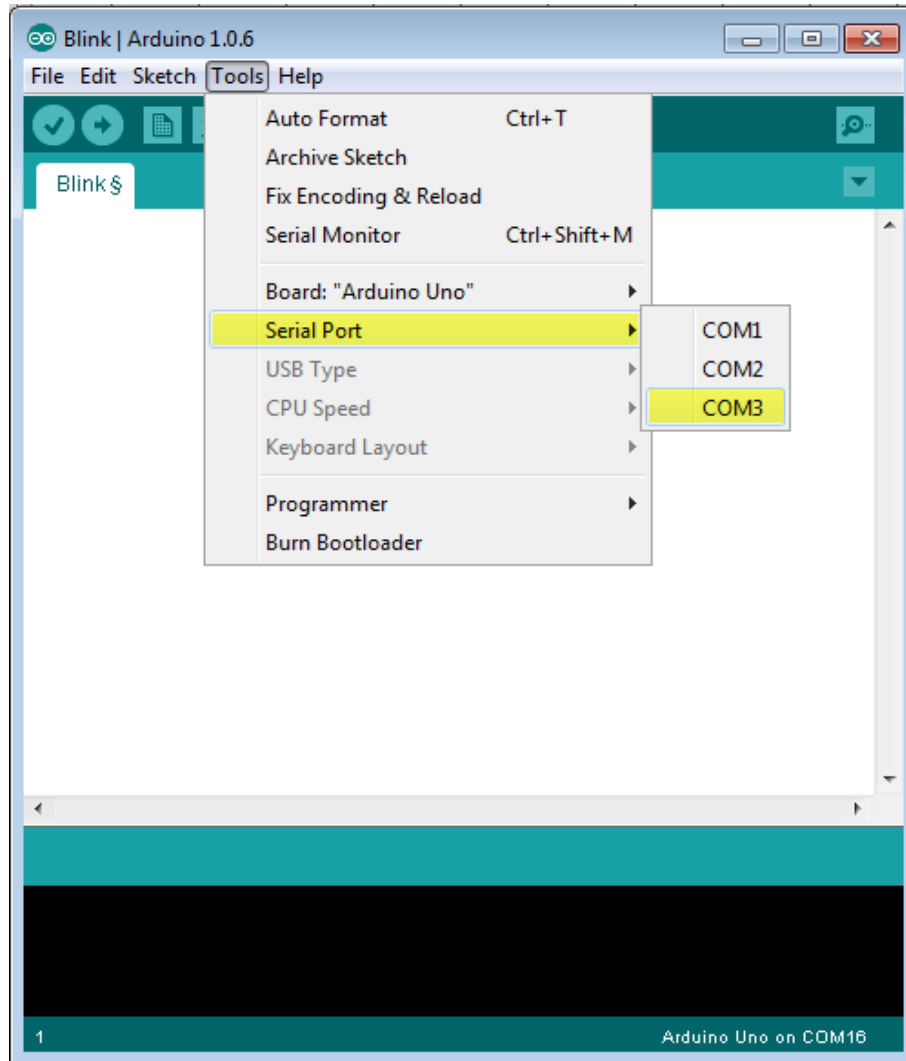 Blink | Arduino 1.0.6
File Edit Sketch Tools Help
Auto Format Ctrl+T
Archive Sketch
Blink §
Fix Encoding & Reload
Serial Monitor Ctrl+Shift+M
Board: "Arduino Uno"
Serial Port
COM1
USB Type
COM2
CPU Speed
COM3
Keyboard Layout
Programmer
Burn Bootloader
1 Arduino Uno on COM16